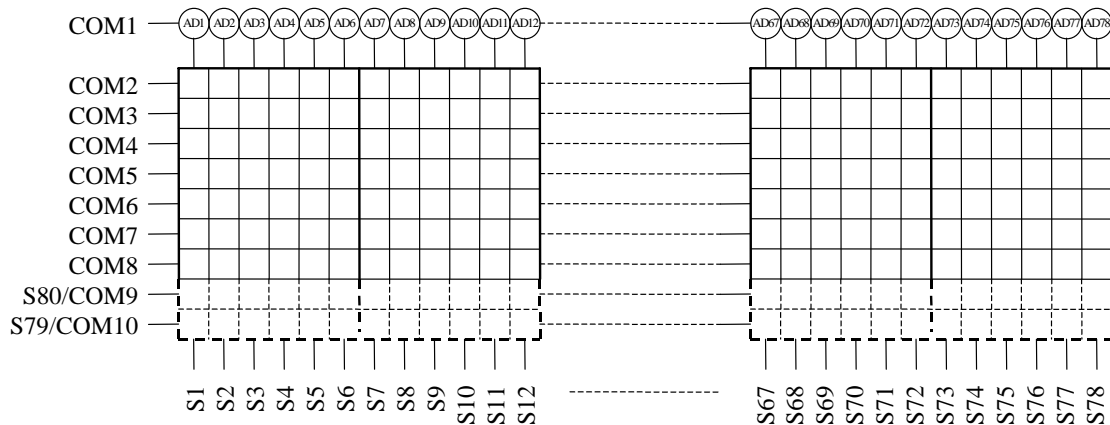 COM1 AD1 AD2 AD3 AD4 AD5 AD6 AD7 AD8 AD9 AD10 AD11 AD12 AD67 AD68 AD69 AD70 AD71 AD72 AD73 AD74 AD75 AD76 AD77 AD78
COM2
COM3
COM4
COM5
COM6
COM7
COM8
S80/COM9
S79/COM10
S1 S2 S3 S4 S5 S6 S7 S8 S9 S10 S11 S12 S67 S68 S69 S70 S71 S72 S73 S74 S75 S76 S77 S78